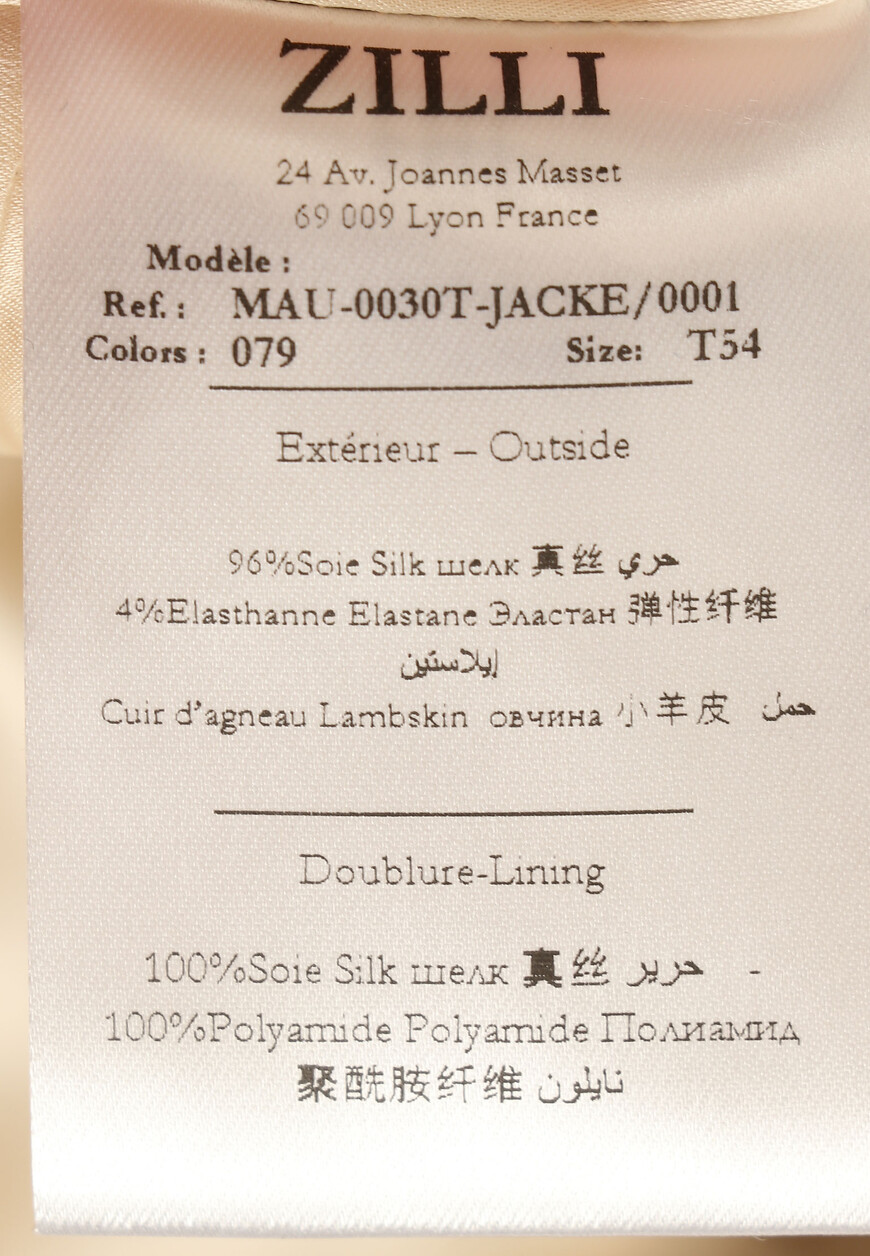 ZILLI
24 Av. Joannes Masset
69 009 Lyon France
Modèle :
Ref. : MAU-0030T-JACKE/0001
Colors : 079 Size: T54
Extérieur – Outside
96%Soie Silk шелк 真丝 حري
4%Elasthanne Elastane Эластан 弹性纤维
إيلاستين
Cuir d'agneau Lambskin овчина 小羊皮 حمل
Doublure-Lining
100%Soie Silk шелк 真丝 حرير -
100%Polyamide Polyamide Полиамид
聚酰胺纤维 نايلون